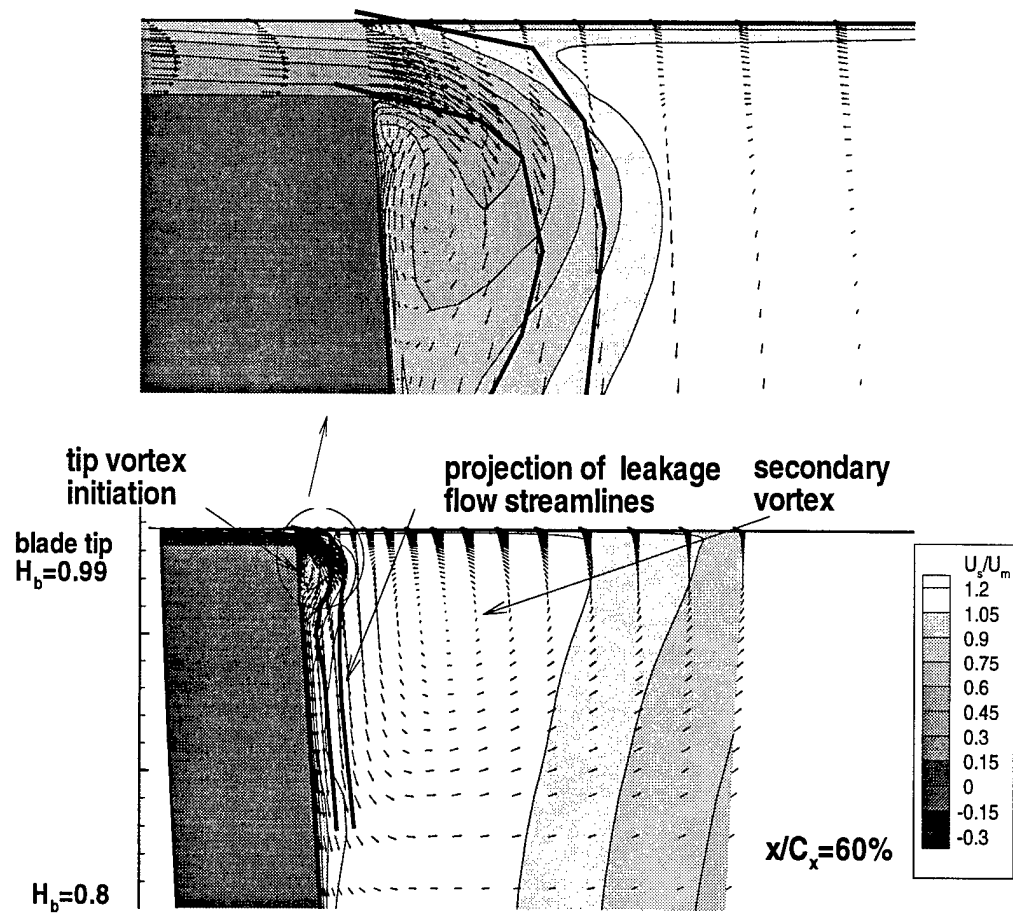 tip vortex
initiation
projection of leakage
flow streamlines
secondary
vortex
blade tip
H_b=0.99
U_s/U_m
1.2
1.05
0.9
0.75
0.6
0.45
0.3
0.15
0
-0.15
-0.3
x/C_x=60%
H_b=0.8